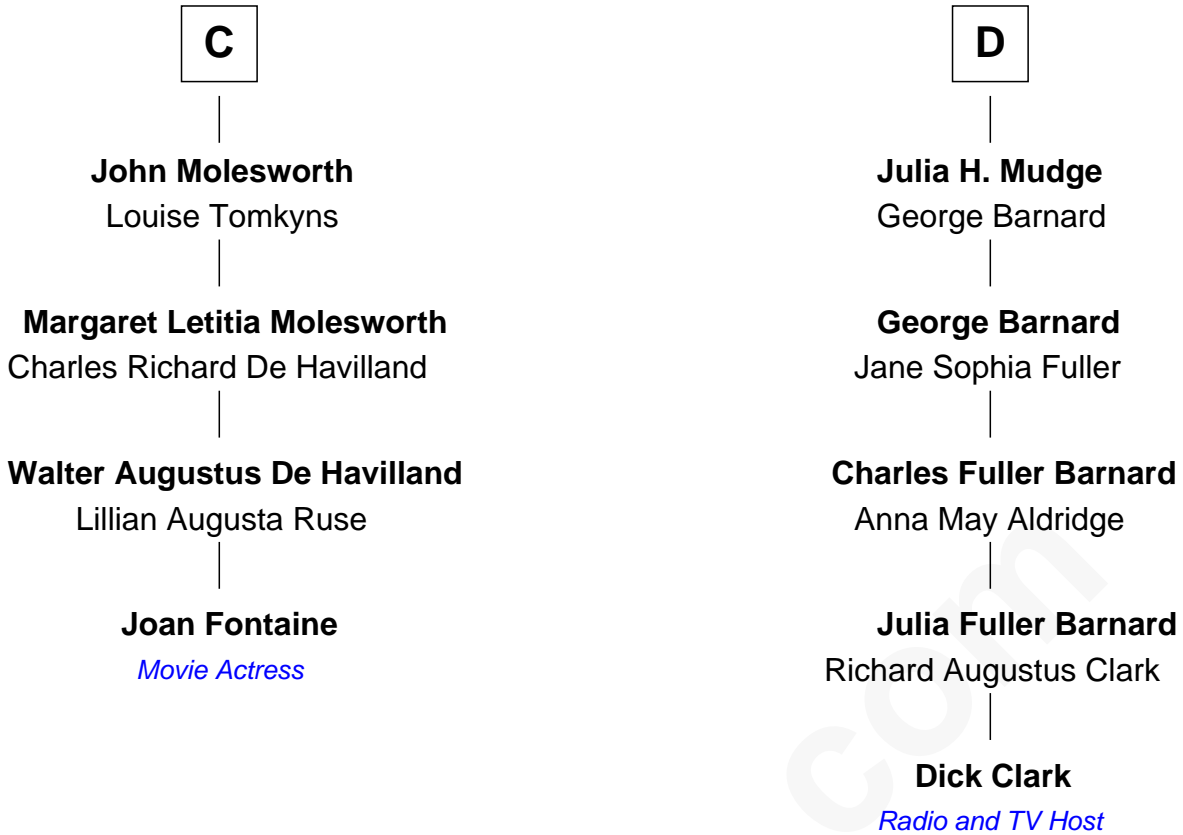 C
John Molesworth
Louise Tomkyns
Margaret Letitia Molesworth
Charles Richard De Havilland
Walter Augustus De Havilland
Lillian Augusta Ruse
Joan Fontaine
Movie Actress
D
Julia H. Mudge
George Barnard
George Barnard
Jane Sophia Fuller
Charles Fuller Barnard
Anna May Aldridge
Julia Fuller Barnard
Richard Augustus Clark
Dick Clark
Radio and TV Host
com